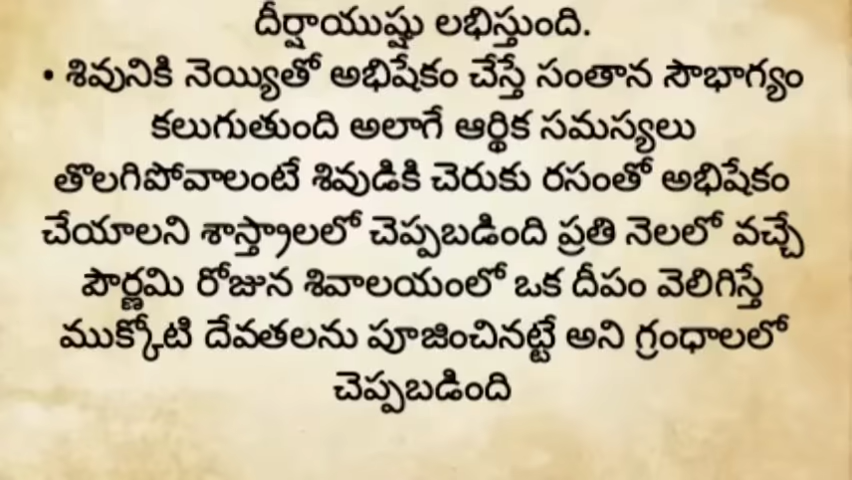 దీర్ఘాయుష్షు లభిస్తుంది.
• శివునికి నెయ్యితో అభిషేకం చేస్తే సంతాన సౌభాగ్యం
కలుగుతుంది అలాగే ఆర్థిక సమస్యలు
తొలగిపోవాలంటే శివుడికి చెరుకు రసంతో అభిషేకం
చేయాలని శాస్త్రాలలో చెప్పబడింది ప్రతి నెలలో వచ్చే
పౌర్ణమి రోజున శివాలయంలో ఒక దీపం వెలిగిస్తే
ముక్కోటి దేవతలను పూజించినట్టే అని గ్రంధాలలో
చెప్పబడింది